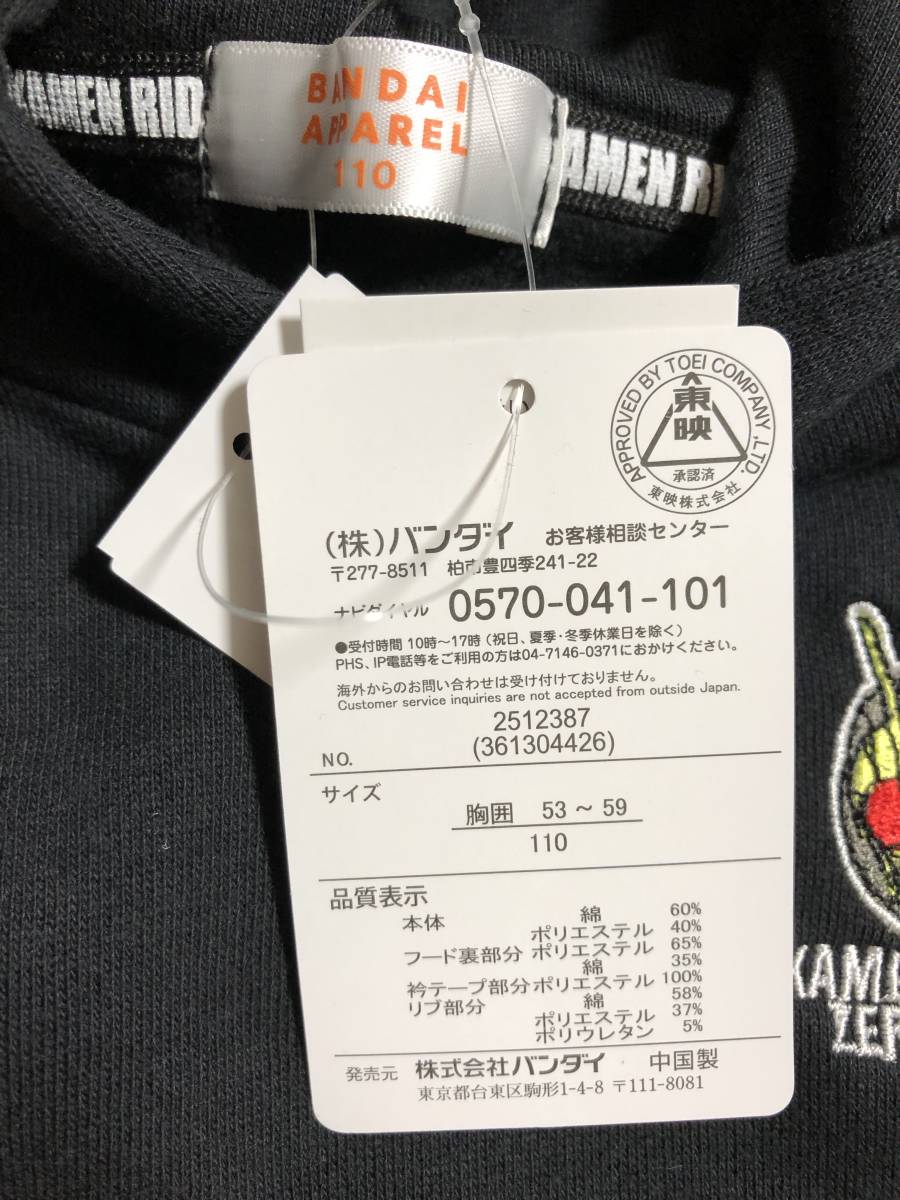 KAMEN RID
BANDAI
APPAREL
110
KAMEN RID
APPROVED BY TOEI COMPANY, LTD.
東映
承認済
東映株式会社
(株)バンダイ お客様相談センター
〒277-8511 柏市豊四季241-22
ナビダイヤル 0570-041-101
●受付時間 10時～17時(祝日、夏季・冬季休業日を除く)
PHS、IP電話等をご利用の方は04-7146-0371におかけください。
海外からのお問い合わせは受け付けておりません。
Customer service inquiries are not accepted from outside Japan.
2512387
NO. (361304426)
サイズ
胸囲 53 ~ 59
110
品質表示
本体 綿 60%
ポリエステル 40%
フード裏部分 ポリエステル 65%
綿 35%
衿テープ部分 ポリエステル 100%
リブ部分 綿 58%
ポリエステル 37%
ポリウレタン 5%
発売元 株式会社バンダイ 中国製
東京都台東区駒形1-4-8 〒111-8081
KAM
ZER